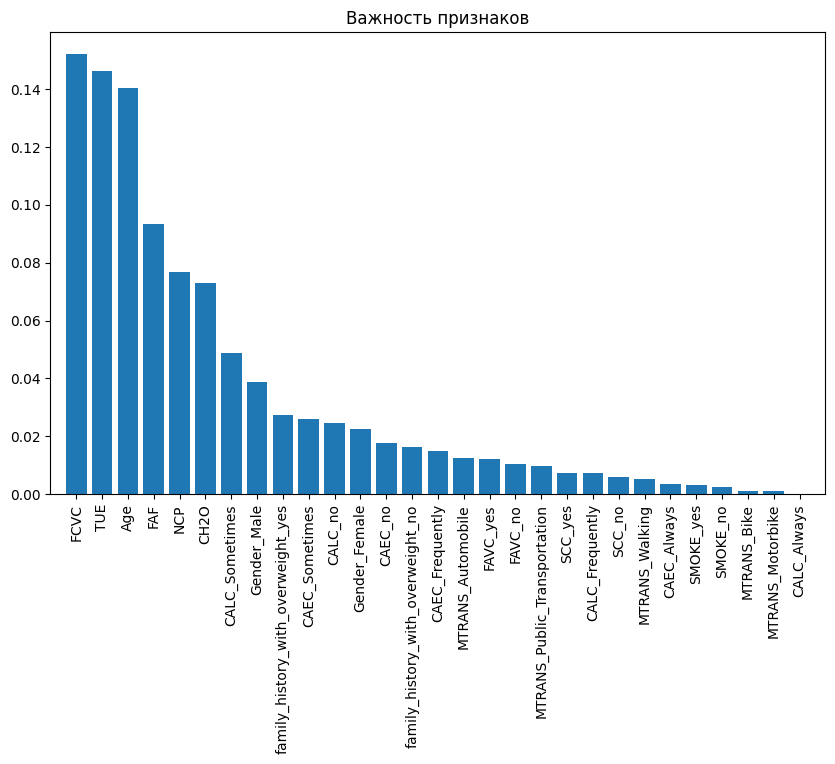 Важность признаков
0.14
0.12
0.10
0.08
0.06
0.04
0.02
0.00
FCVC
TUE
Age
FAF
NCP
CH2O
CALC_Sometimes
Gender_Male
family_history_with_overweight_yes
CAEC_Sometimes
CALC_no
Gender_Female
CAEC_no
family_history_with_overweight_no
CAEC_Frequently
MTRANS_Automobile
FAVC_yes
FAVC_no
MTRANS_Public_Transportation
SCC_yes
CALC_Frequently
SCC_no
MTRANS_Walking
CAEC_Always
SMOKE_yes
SMOKE_no
MTRANS_Bike
MTRANS_Motorbike
CALC_Always